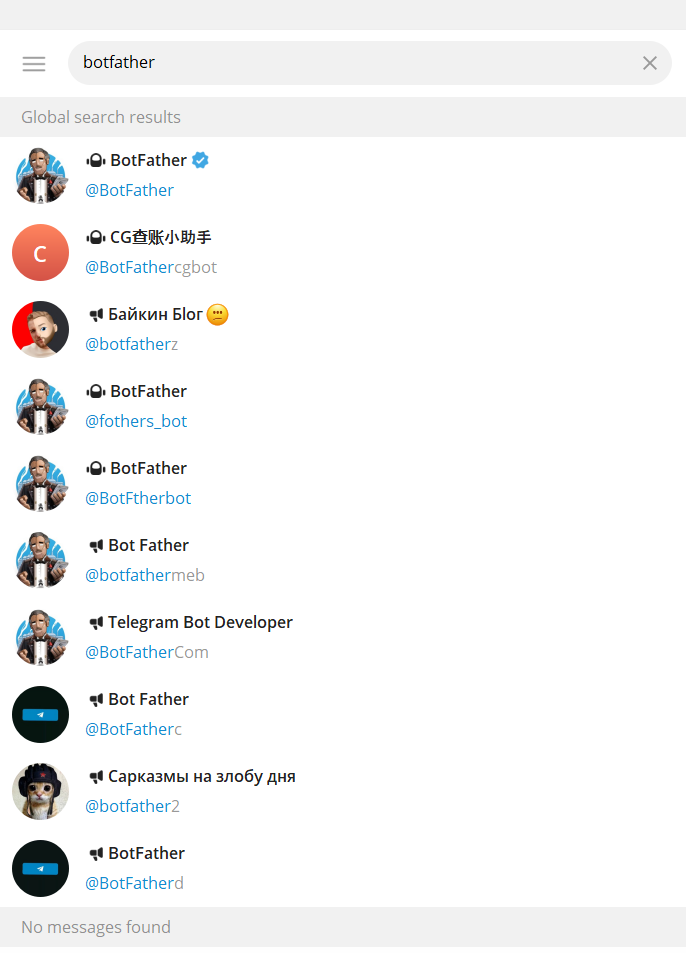 botfather
Global search results
BotFather
@BotFather
C
CG查账小助手
@BotFathercgbot
Байкин Бlог
@botfatherz
BotFather
@fothers_bot
BotFather
@BotFtherbot
Bot Father
@botfathermeb
Telegram Bot Developer
@BotFatherCom
Bot Father
@BotFatherc
Сарказмы на злобу дня
@botfather2
BotFather
@BotFatherd
No messages found